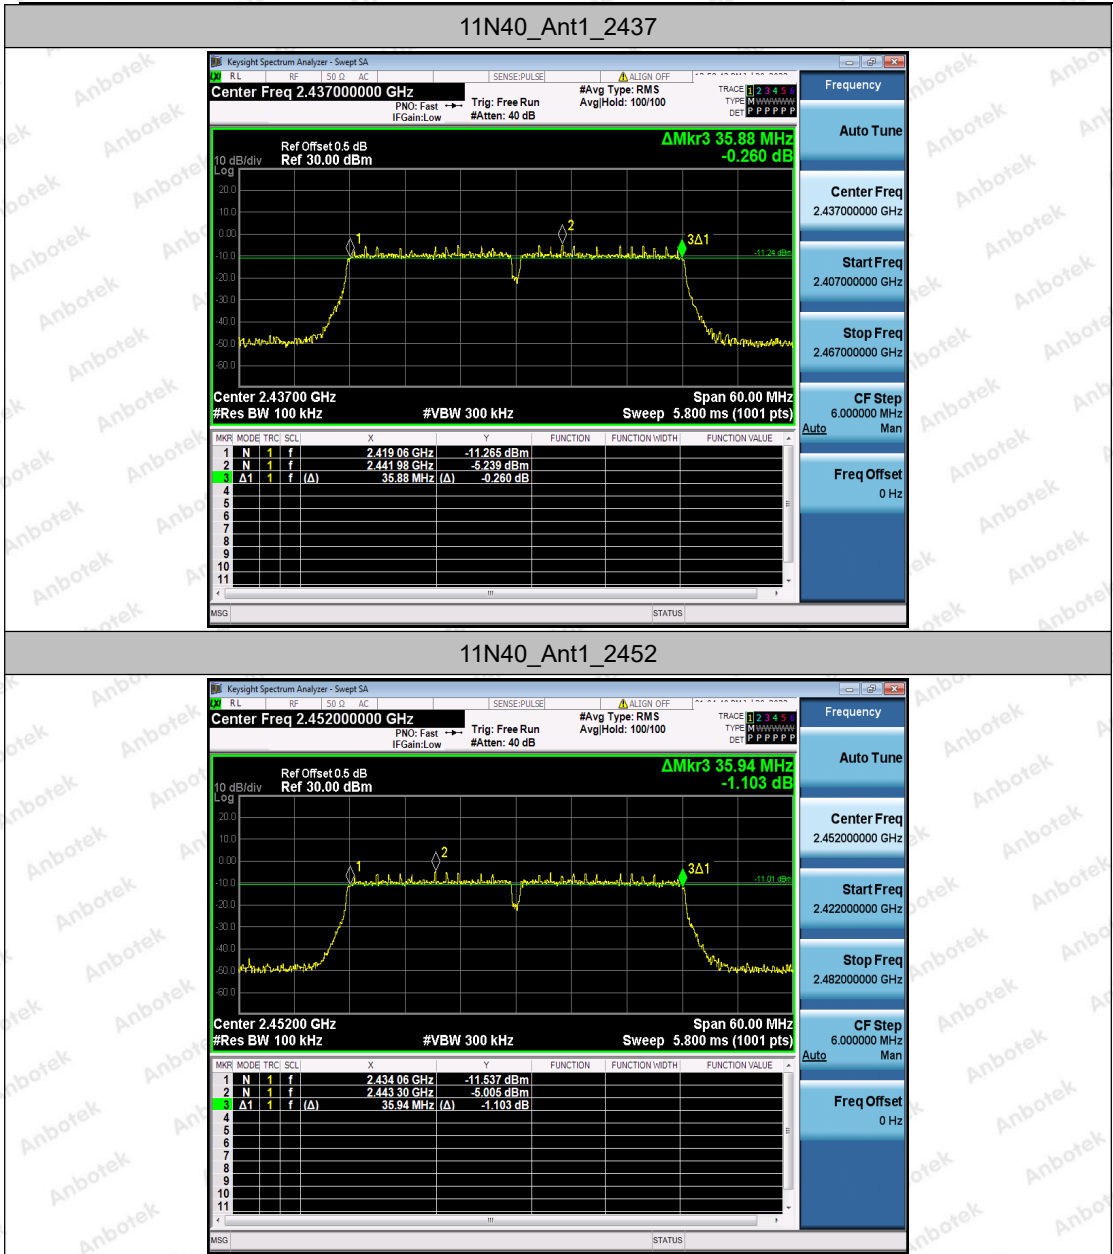 11N40_Ant1_2437
Keysight Spectrum Analyzer - Swept SA
RL RF 50 Ω AC SENSE:PULSE ALIGN OFF
Center Freq 2.437000000 GHz
PNO: Fast
IFGain:Low
Trig: Free Run
#Atten: 40 dB
#Avg Type: RMS
Avg|Hold: 100/100
TRACE 1 2 3 4 5 6
TYPE M W W W W W
DET P P P P P P
Frequency
Auto Tune
Center Freq
2.437000000 GHz
Start Freq
2.407000000 GHz
Stop Freq
2.467000000 GHz
CF Step
6.000000 MHz
Auto Man
Freq Offset
0 Hz
ΔMkr3 35.88 MHz
-0.260 dB
Ref Offset 0.5 dB
10 dB/div Ref 30.00 dBm
Log
20.0
10.0
0.00
-10.0
-20.0
-30.0
-40.0
-50.0
-60.0
1
2
3Δ1
-11.24 dBm
Center 2.43700 GHz Span 60.00 MHz
#Res BW 100 kHz #VBW 300 kHz Sweep 5.800 ms (1001 pts)
MKR MODE TRC SCL X Y FUNCTION FUNCTION WIDTH FUNCTION VALUE
1 N 1 f 2.419 06 GHz -11.265 dBm
2 N 1 f 2.441 98 GHz -5.239 dBm
3 Δ1 1 f (Δ) 35.88 MHz (Δ) -0.260 dB
4
5
6
7
8
9
10
11
MSG STATUS
11N40_Ant1_2452
Keysight Spectrum Analyzer - Swept SA
RL RF 50 Ω AC SENSE:PULSE ALIGN OFF
Center Freq 2.452000000 GHz
PNO: Fast
IFGain:Low
Trig: Free Run
#Atten: 40 dB
#Avg Type: RMS
Avg|Hold: 100/100
TRACE 1 2 3 4 5 6
TYPE M W W W W W
DET P P P P P P
Frequency
Auto Tune
Center Freq
2.452000000 GHz
Start Freq
2.422000000 GHz
Stop Freq
2.482000000 GHz
CF Step
6.000000 MHz
Auto Man
Freq Offset
0 Hz
ΔMkr3 35.94 MHz
-1.103 dB
Ref Offset 0.5 dB
10 dB/div Ref 30.00 dBm
Log
20.0
10.0
0.00
-10.0
-20.0
-30.0
-40.0
-50.0
-60.0
1
2
3Δ1
-11.01 dBm
Center 2.45200 GHz Span 60.00 MHz
#Res BW 100 kHz #VBW 300 kHz Sweep 5.800 ms (1001 pts)
MKR MODE TRC SCL X Y FUNCTION FUNCTION WIDTH FUNCTION VALUE
1 N 1 f 2.434 06 GHz -11.537 dBm
2 N 1 f 2.443 30 GHz -5.005 dBm
3 Δ1 1 f (Δ) 35.94 MHz (Δ) -1.103 dB
4
5
6
7
8
9
10
11
MSG STATUS
Anbotek